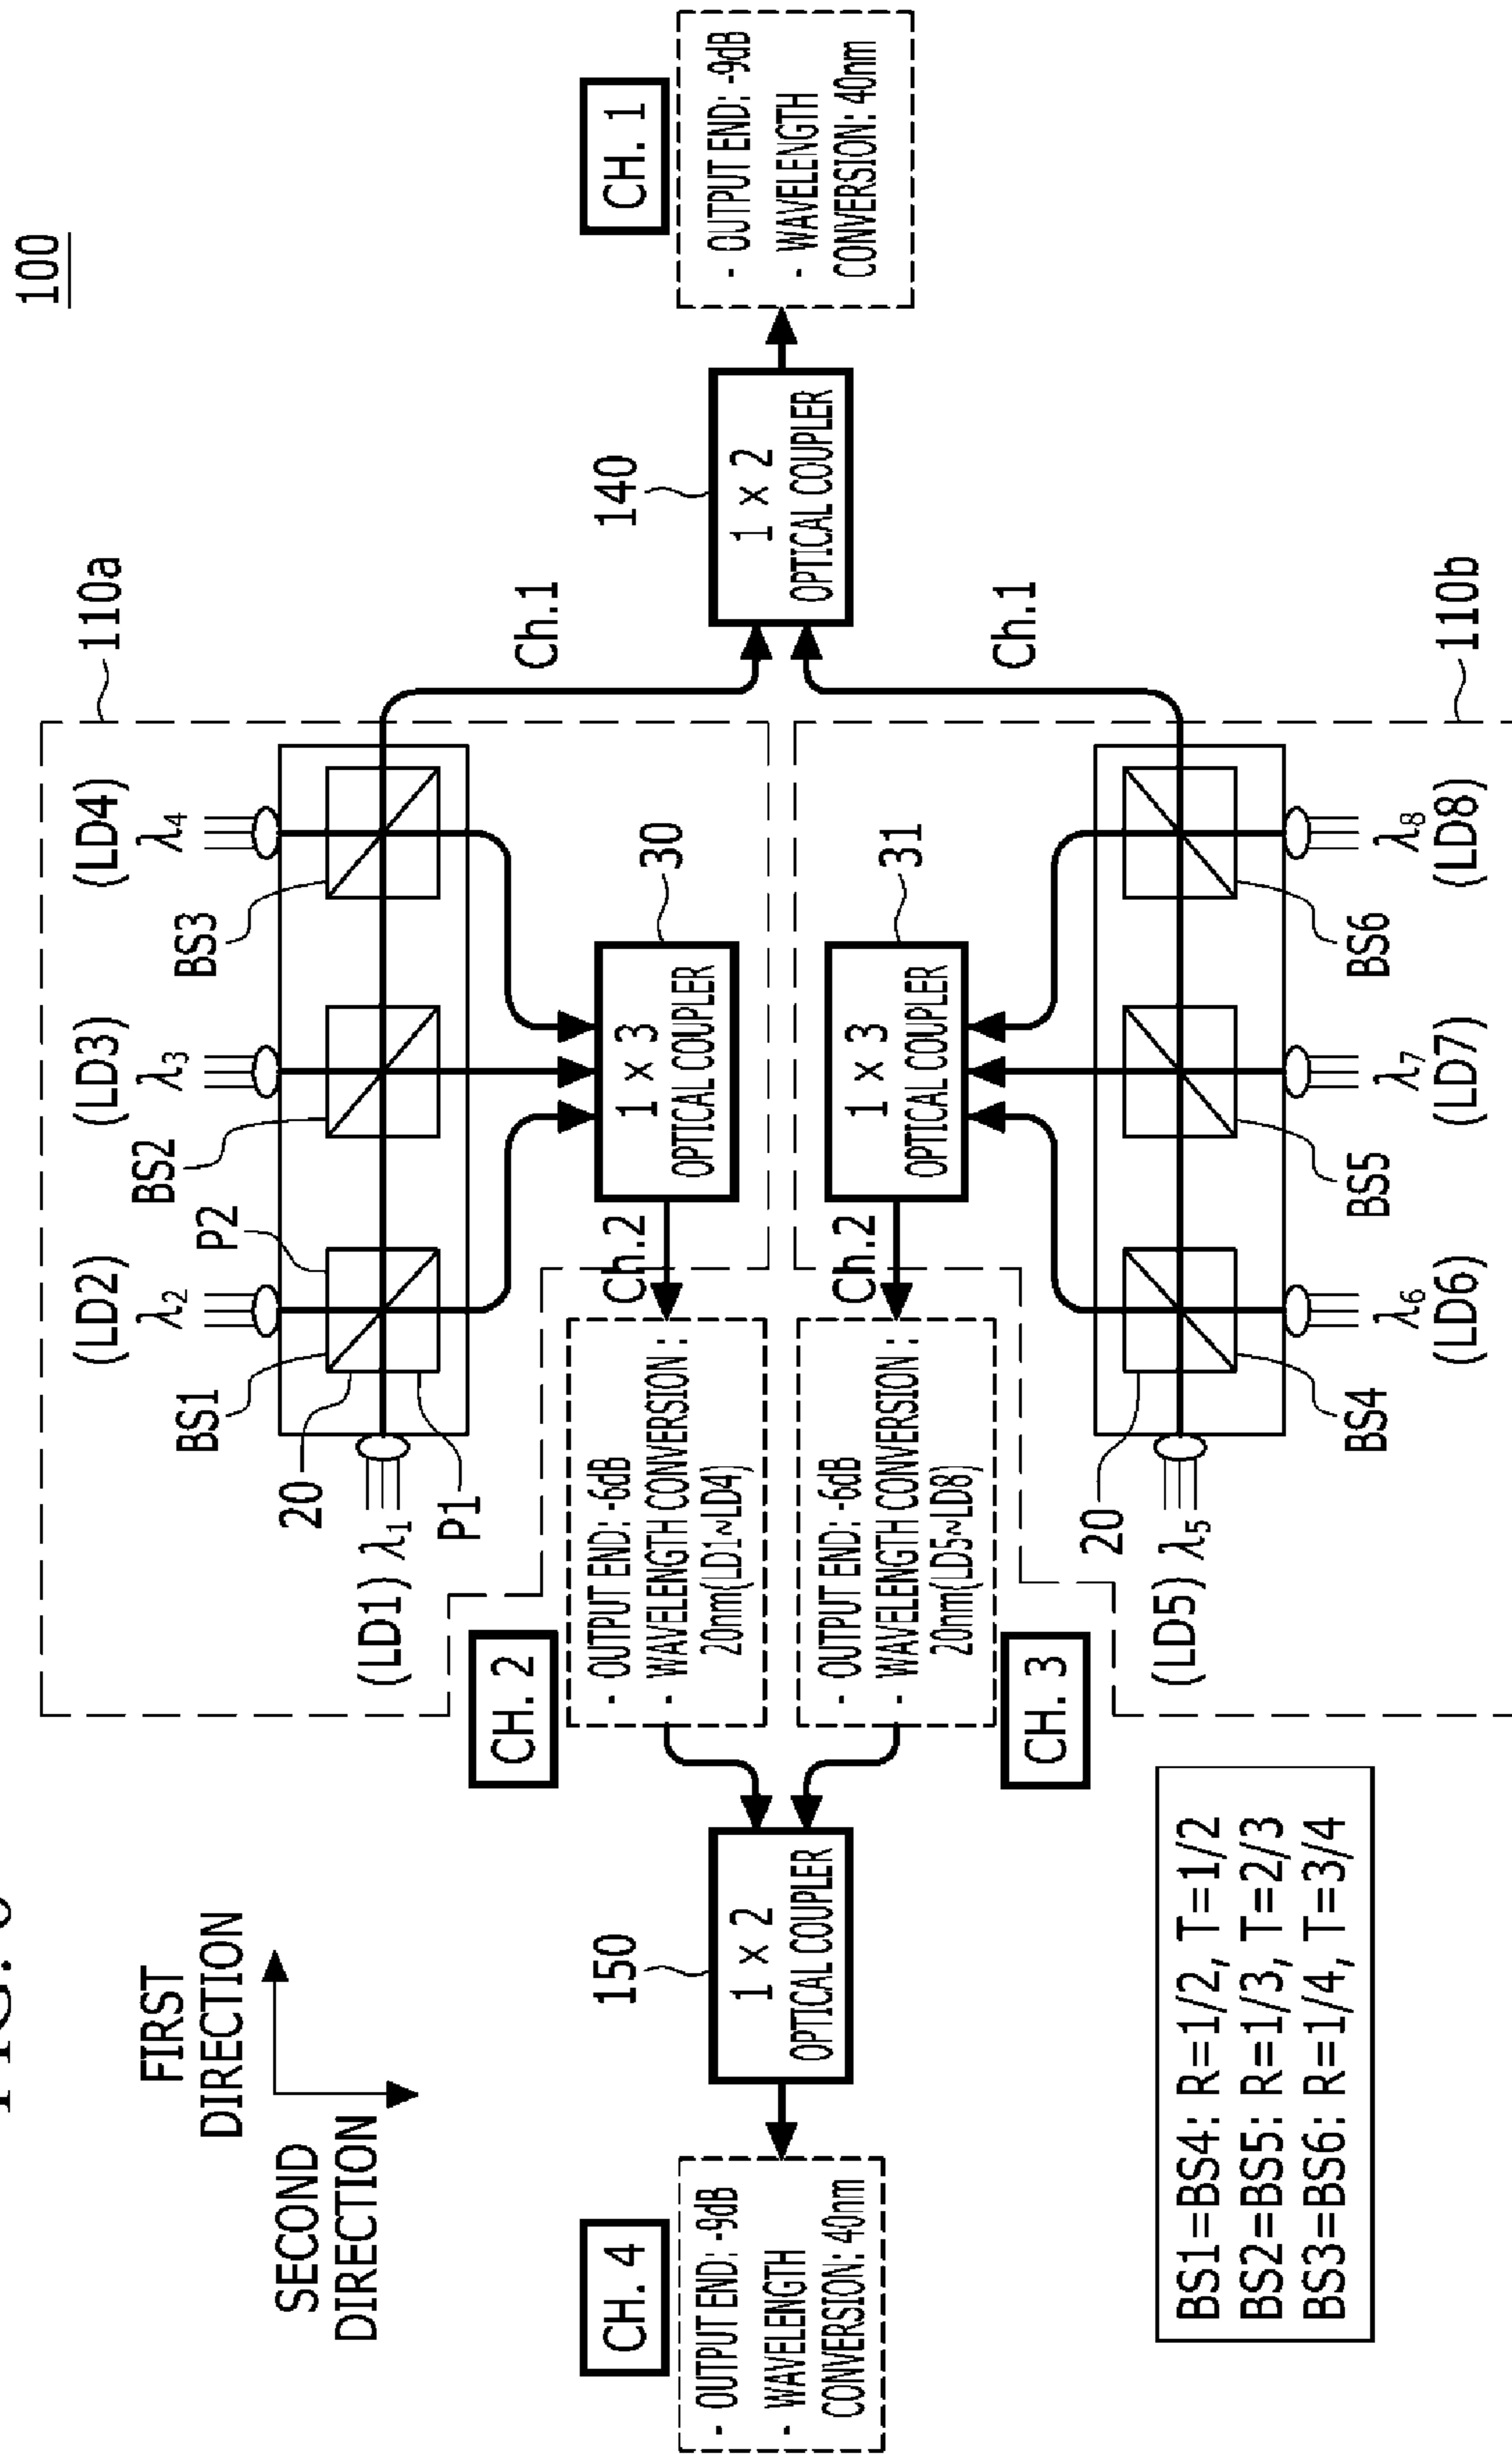 100
110a
(LD2)
(LD3)
(LD4)
λ2
λ3
λ4
BS1
P2
BS2
BS3
20
(LD1) λ1
P1
Ch.1
30
1 × 3
OPTICAL COUPLER
Ch.2
CH. 2
· OUTPUT END: -6dB
· WAVELENGTH CONVERSION :
20nm(LD1~LD4)
FIRST
DIRECTION
SECOND
DIRECTION
150
1 × 2
OPTICAL COUPLER
CH. 4
· OUTPUT END: -9dB
· WAVELENGTH
CONVERSION: 40nm
140
1 × 2
OPTICAL COUPLER
CH. 1
· OUTPUT END: -9dB
· WAVELENGTH
CONVERSION: 40nm
31
1 × 3
OPTICAL COUPLER
Ch.2
· OUTPUT END: -6dB
· WAVELENGTH CONVERSION :
20nm(LD5~LD8)
CH. 3
Ch.1
20
(LD5) λ5
BS4
BS5
BS6
λ6
λ7
λ8
(LD6)
(LD7)
(LD8)
110b
BS1=BS4: R=1/2, T=1/2
BS2=BS5: R=1/3, T=2/3
BS3=BS6: R=1/4, T=3/4